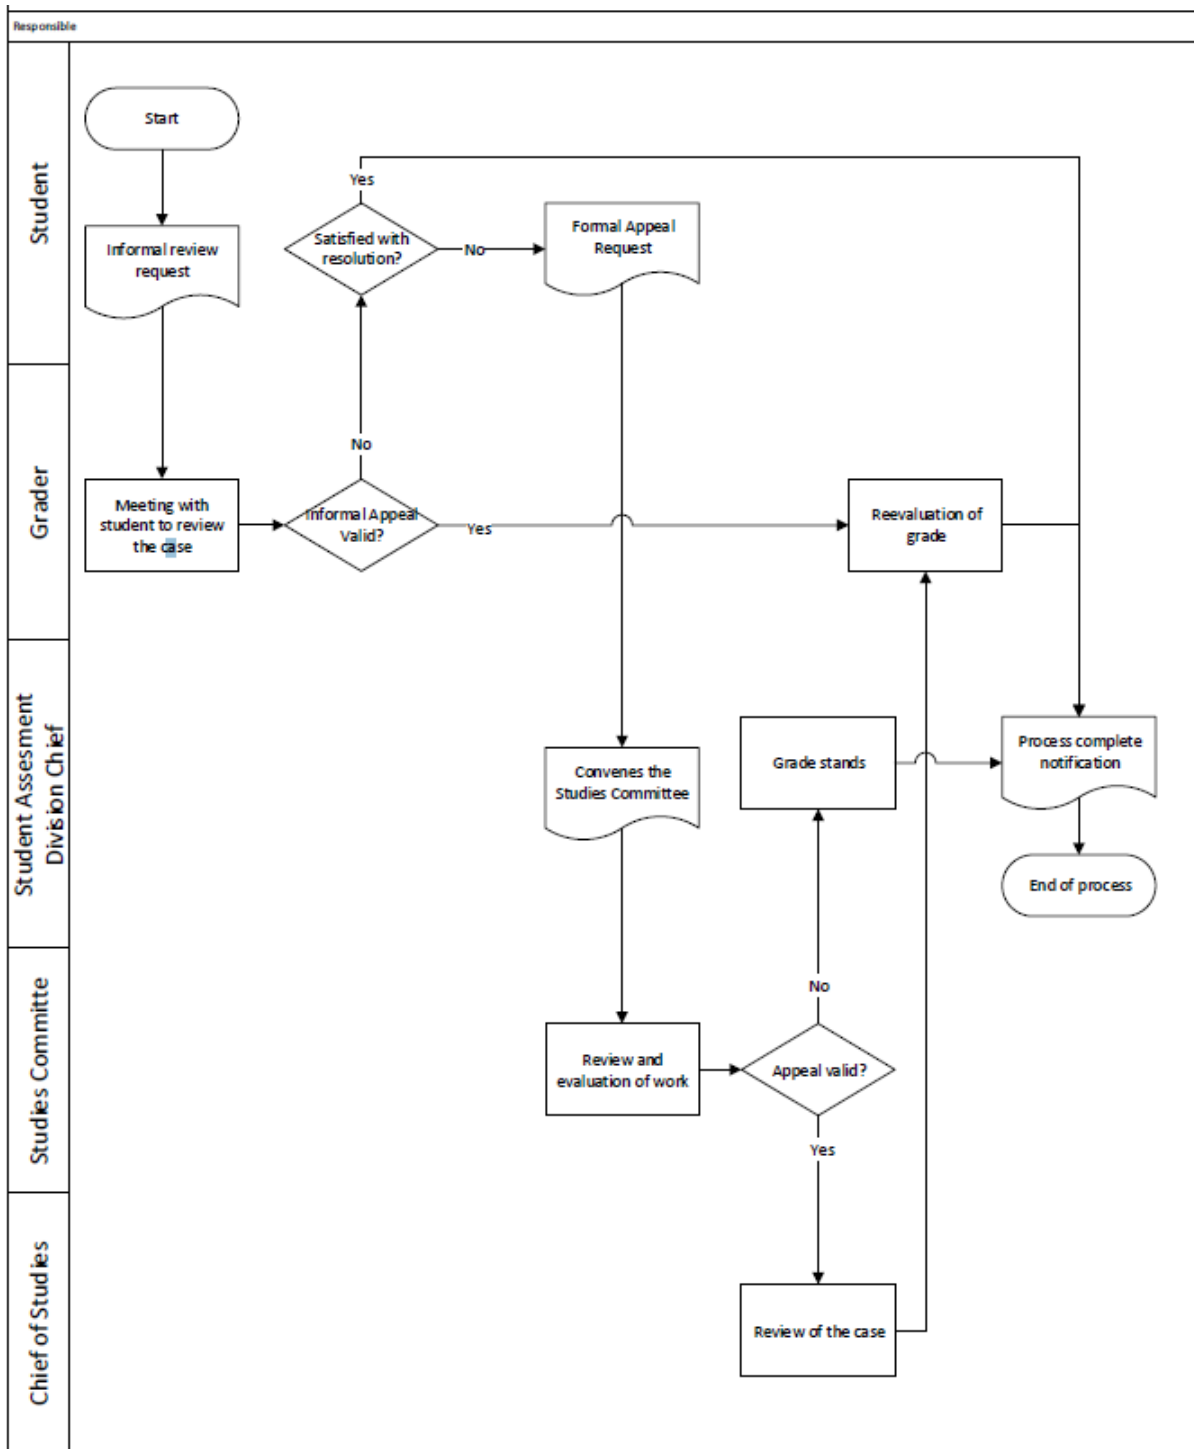 Responsible
Student
Start
Informal review
request
Yes
Satisfied with
resolution?
No
Formal Appeal
Request
No
Grader
Meeting with
student to review
the case
Informal Appeal
Valid?
Yes
Reevaluation of
grade
Student Assesment
Division Chief
Convenes the
Studies Committee
Grade stands
Process complete
notification
End of process
Studies Committe
No
Review and
evaluation of work
Appeal valid?
Yes
Chief of Studies
Review of the case